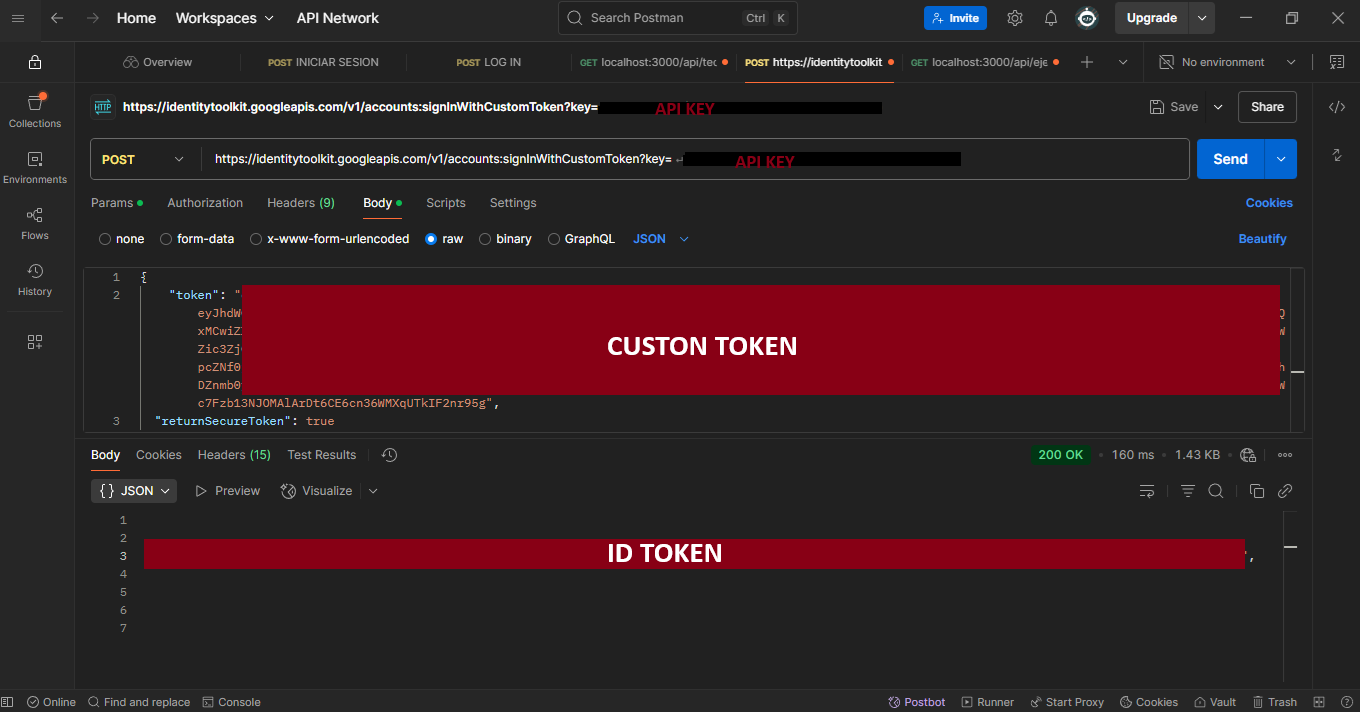 Home Workspaces API Network Search Postman Ctrl K Invite Upgrade
Overview POST INICIAR SESION POST LOG IN GET localhost:3000/api/tec POST https://identitytoolkit GET localhost:3000/api/eje No environment
HTTP https://identitytoolkit.googleapis.com/v1/accounts:signInWithCustomToken?key= API KEY Save Share
Collections
POST https://identitytoolkit.googleapis.com/v1/accounts:signInWithCustomToken?key= API KEY Send
Environments
Params Authorization Headers (9) Body Scripts Settings Cookies
Flows
none form-data x-www-form-urlencoded raw binary GraphQL JSON Beautify
History
1 {
2 "token": "
eyJhdW
xMCwiZ
Zic3Zj
CUSTON TOKEN
pcZNf0
DZnmb0
c7Fzb13NJOMAlArDt6CE6cn36WMXqUTkIF2nr95g",
3 "returnSecureToken": true
Body Cookies Headers (15) Test Results 200 OK 160 ms 1.43 KB
{} JSON Preview Visualize
1
2
3 ID TOKEN ,
4
5
6
7
Online Find and replace Console Postbot Runner Start Proxy Cookies Vault Trash